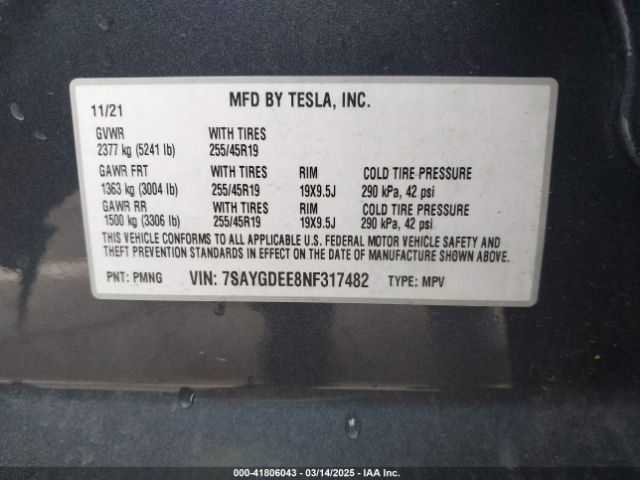 MFD BY TESLA, INC.
11/21
GVWR WITH TIRES
2377 kg (5241 lb) 255/45R19
GAWR FRT WITH TIRES RIM COLD TIRE PRESSURE
1363 kg (3004 lb) 255/45R19 19X9.5J 290 kPa, 42 psi
GAWR RR WITH TIRES RIM COLD TIRE PRESSURE
1500 kg (3306 lb) 255/45R19 19X9.5J 290 kPa, 42 psi
THIS VEHICLE CONFORMS TO ALL APPLICABLE U.S. FEDERAL MOTOR VEHICLE SAFETY AND
THEFT PREVENTION STANDARDS IN EFFECT ON THE DATE OF MANUFACTURE SHOWN ABOVE.
PNT: PMNG VIN: 7SAYGDEE8NF317482 TYPE: MPV
000-41806043 / 03/14/2025 - IAA Inc.